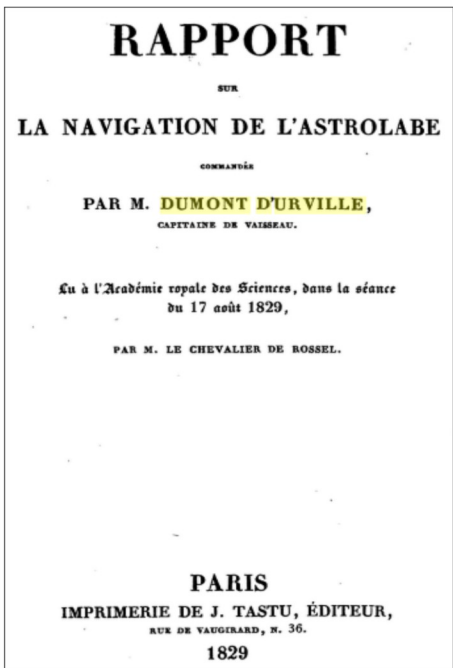 RAPPORT
SUR
LA NAVIGATION DE L'ASTROLABE
COMMANDÉE
PAR M. DUMONT D'URVILLE,
CAPITAINE DE VAISSEAU.
Lu à l'Académie royale des Sciences, dans la séance
du 17 août 1829,
PAR M. LE CHEVALIER DE ROSSEL.
PARIS
IMPRIMERIE DE J. TASTU, ÉDITEUR,
RUE DE VAUGIRARD, N. 36.
1829